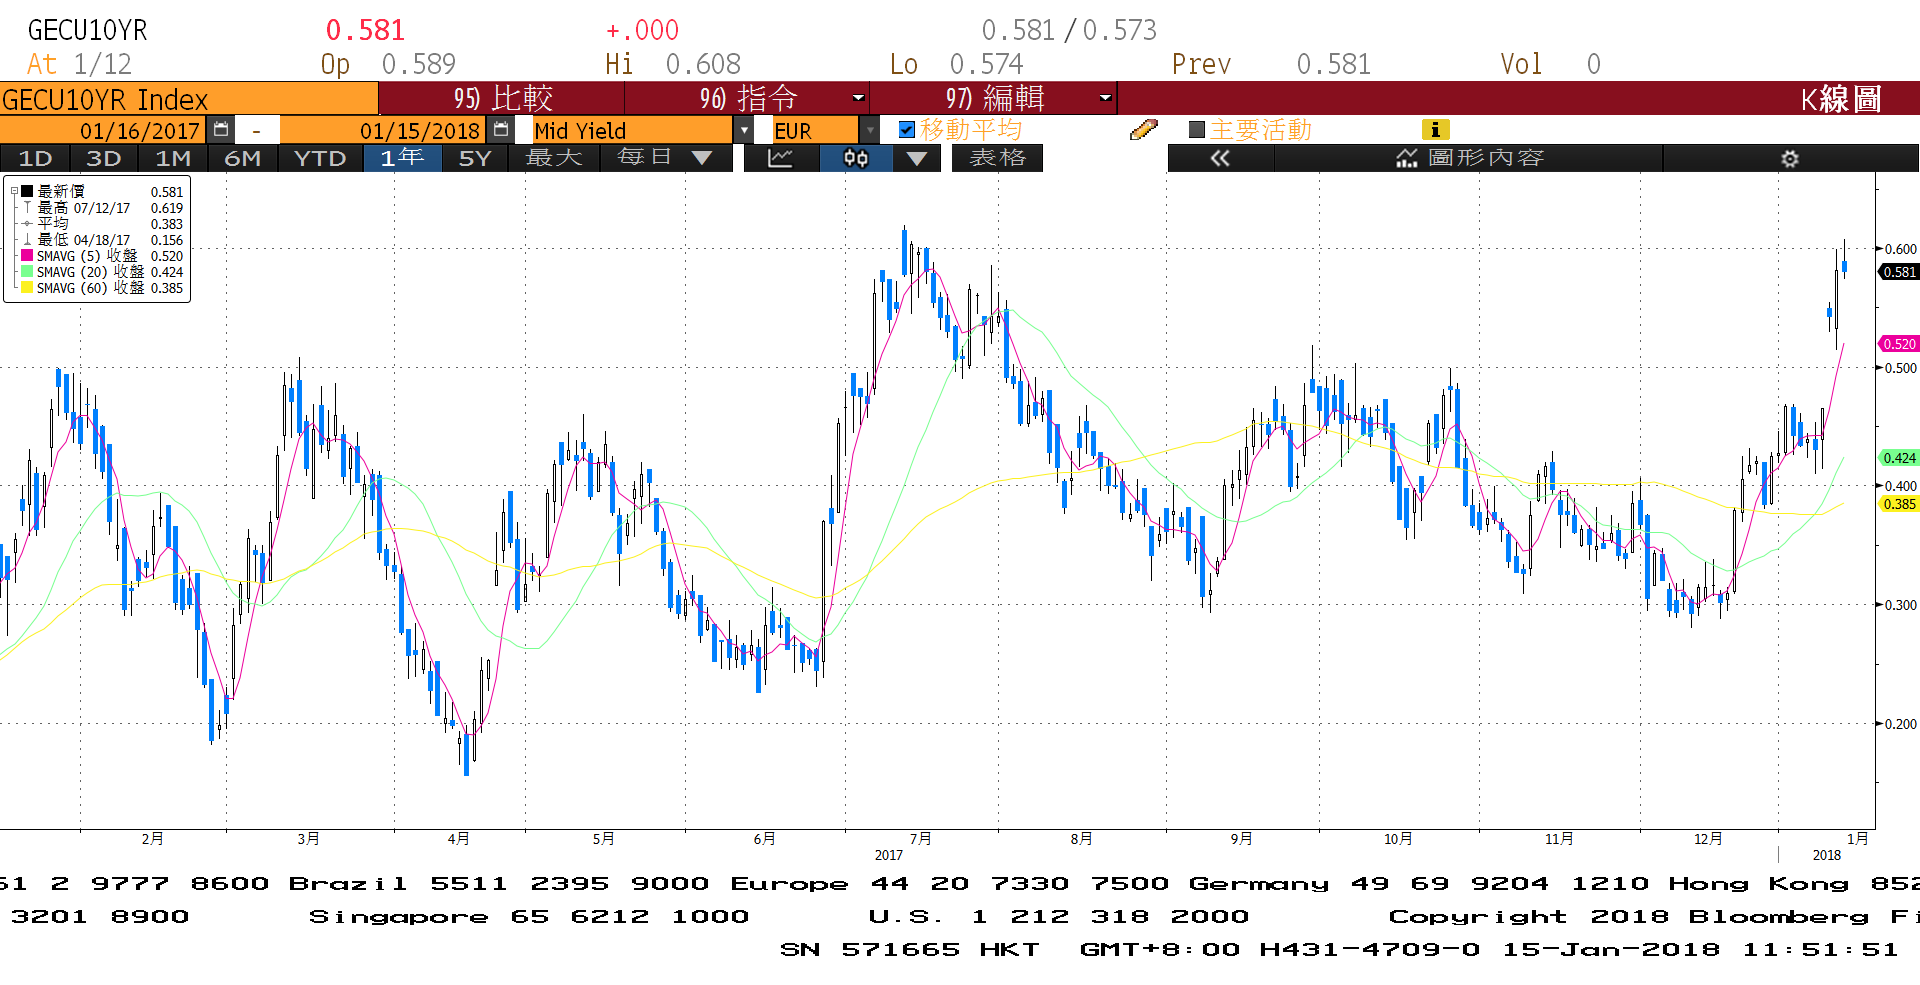 GECU10YR 0.581 +.000 0.581 / 0.573
At 1/12 Op 0.589 Hi 0.608 Lo 0.574 Prev 0.581 Vol 0
GECU10YR Index 95) 比較 96) 指令 97) 編輯 K線圖
01/16/2017 - 01/15/2018 Mid Yield EUR 移動平均 主要活動
1D 3D 1M 6M YTD 1年 5Y 最大 每日 表格 圖形內容
最新價 0.581
最高 07/12/17 0.619
平均 0.383
最低 04/18/17 0.156
SMAVG (5) 收盤 0.520
SMAVG (20) 收盤 0.424
SMAVG (60) 收盤 0.385
0.600
0.581
0.520
0.500
0.424
0.400
0.385
0.300
0.200
2月 3月 4月 5月 6月 7月 8月 9月 10月 11月 12月 1月
2017 2018
61 2 9777 8600 Brazil 5511 2395 9000 Europe 44 20 7330 7500 Germany 49 69 9204 1210 Hong Kong 852
3201 8900 Singapore 65 6212 1000 U.S. 1 212 318 2000 Copyright 2018 Bloomberg Fi
SN 571665 HKT GMT+8:00 H431-4709-0 15-Jan-2018 11:51:51